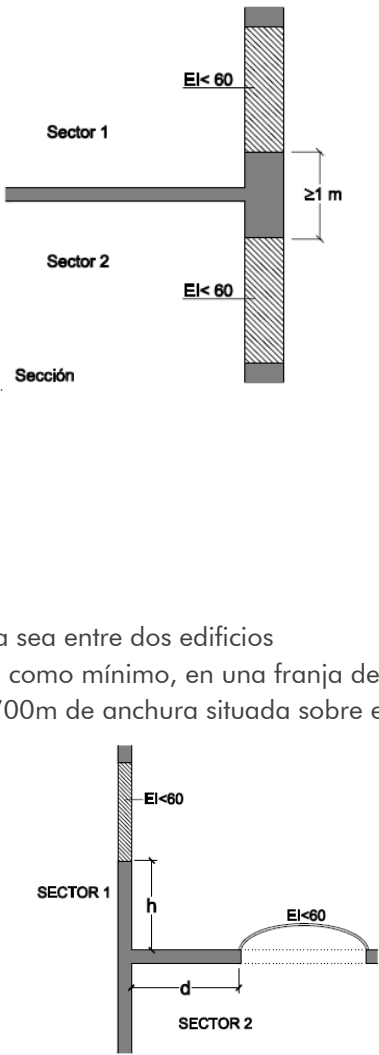 EI< 60
Sector 1
≥1 m
Sector 2
EI< 60
Sección
a sea entre dos edificios
como mínimo, en una franja de
700m de anchura situada sobre e
EI<60
SECTOR 1
h
EI<60
d
SECTOR 2